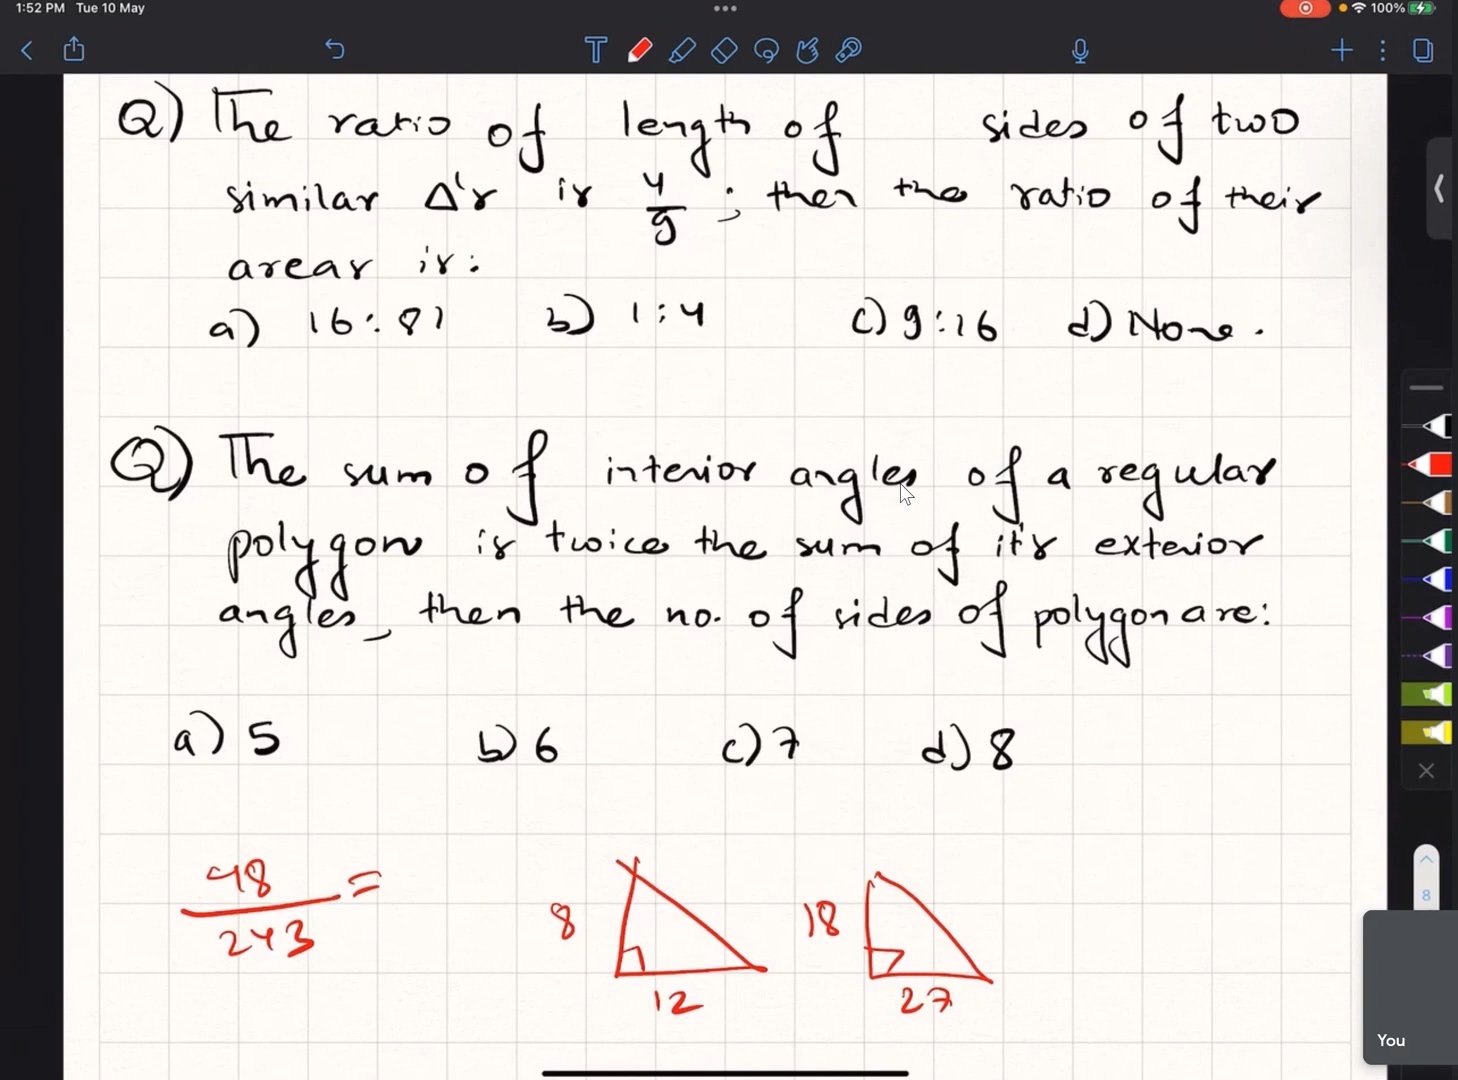 1:52 PM Tue 10 May
100%
Q) The ratio of length of sides of two
similar Δ's is 4/9; then the ratio of their
areas is:
a) 16:81 b) 1:4 c) 9:16 d) None.
Q) The sum of interior angles of a regular
polygon is twice the sum of it's exterior
angles, then the no. of sides of polygon are:
a) 5 b) 6 c) 7 d) 8
48/243 =
8 18
12 27
8
You